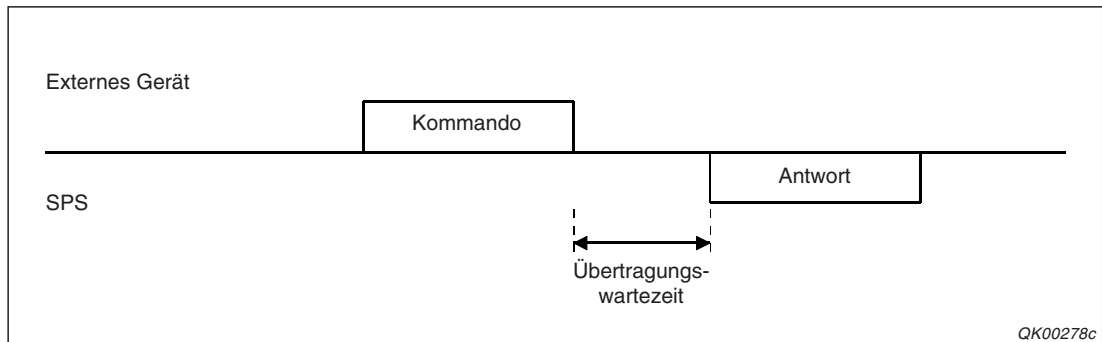 Externes Gerät
Kommando
Antwort
SPS
Übertragungs-
wartezeit
QK00278c